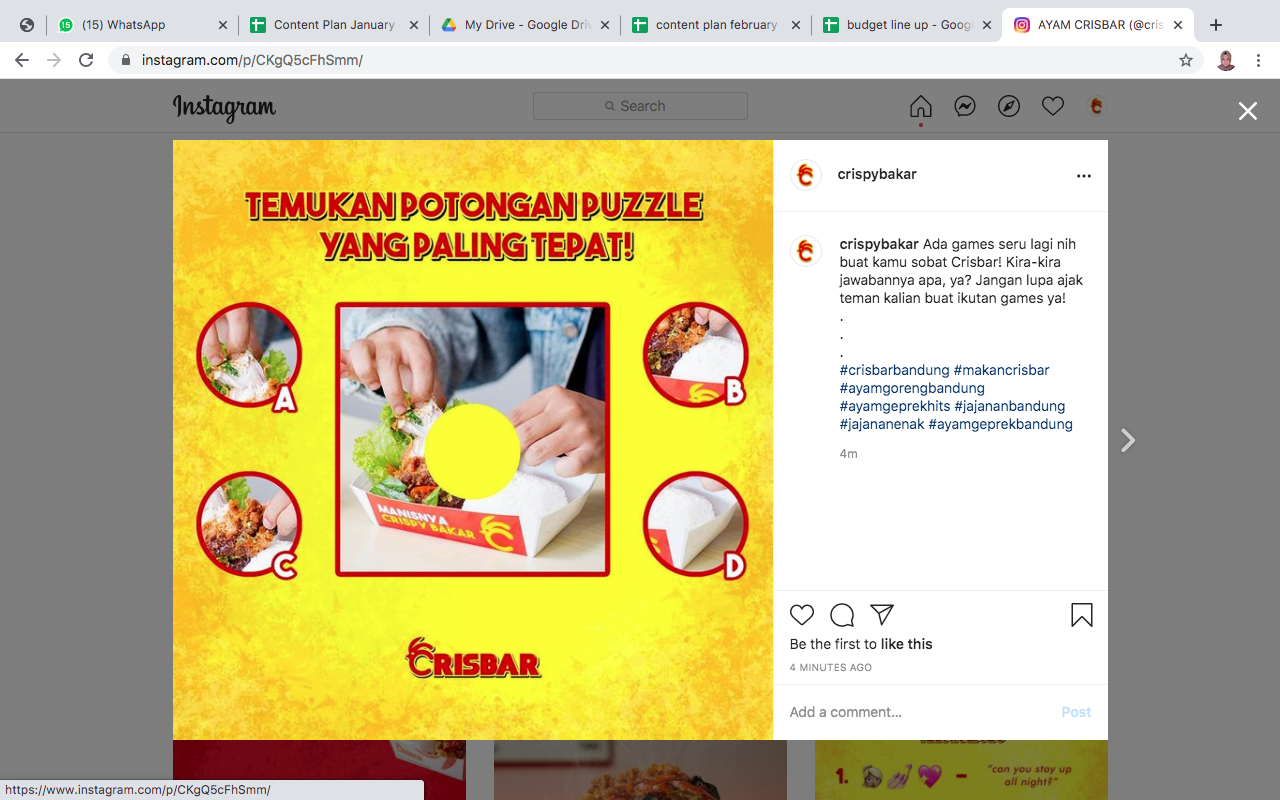 (15) WhatsApp
Content Plan January
My Drive - Google Driv
content plan february
budget line up - Goog
AYAM CRISBAR (@cris
instagram.com/p/CKgQ5cFhSmm/
Instagram
Search
TEMUKAN POTONGAN PUZZLE
YANG PALING TEPAT!
A
B
C
D
MANISNYA
CRISPY BAKAR
CRISBAR
crispybakar
crispybakar Ada games seru lagi nih
buat kamu sobat Crisbar! Kira-kira
jawabannya apa, ya? Jangan lupa ajak
teman kalian buat ikutan games ya!
.
.
.
#crisbarbandung #makancrisbar
#ayamgorengbandung
#ayamgeprekhits #jajananbandung
#jajananenak #ayamgeprekbandung
4m
Be the first to like this
4 MINUTES AGO
Add a comment...
Post
1.
–
"can you stay up
all night?"
https://www.instagram.com/p/CKgQ5cFhSmm/